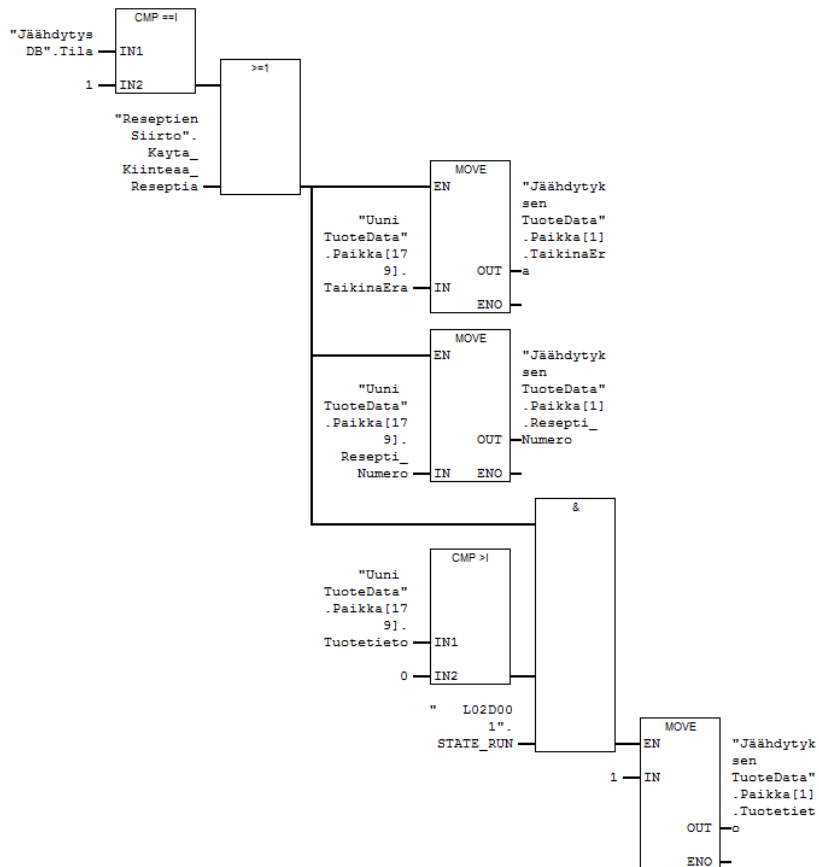 CMP ==I
"Jäähdytys
DB".Tila
IN1
1
IN2
>=1
"Reseptien
Siirto".
Kayta_
Kiinteaa_
Reseptia
MOVE
EN
"Uuni
TuoteData"
.Paikka[17
9].
TaikinaEra
IN
OUT
ENO
"Jäähdytyk
sen
TuoteData"
.Paikka[1]
.TaikinaEr
a
MOVE
EN
"Uuni
TuoteData"
.Paikka[17
9].
Resepti_
Numero
IN
OUT
ENO
"Jäähdytyk
sen
TuoteData"
.Paikka[1]
.Resepti_
Numero
&
CMP >I
"Uuni
TuoteData"
.Paikka[17
9].
Tuotetieto
IN1
0
IN2
" L02D00
1".
STATE_RUN
MOVE
EN
1
IN
OUT
ENO
"Jäähdytyk
sen
TuoteData"
.Paikka[1]
.Tuotetiet
o